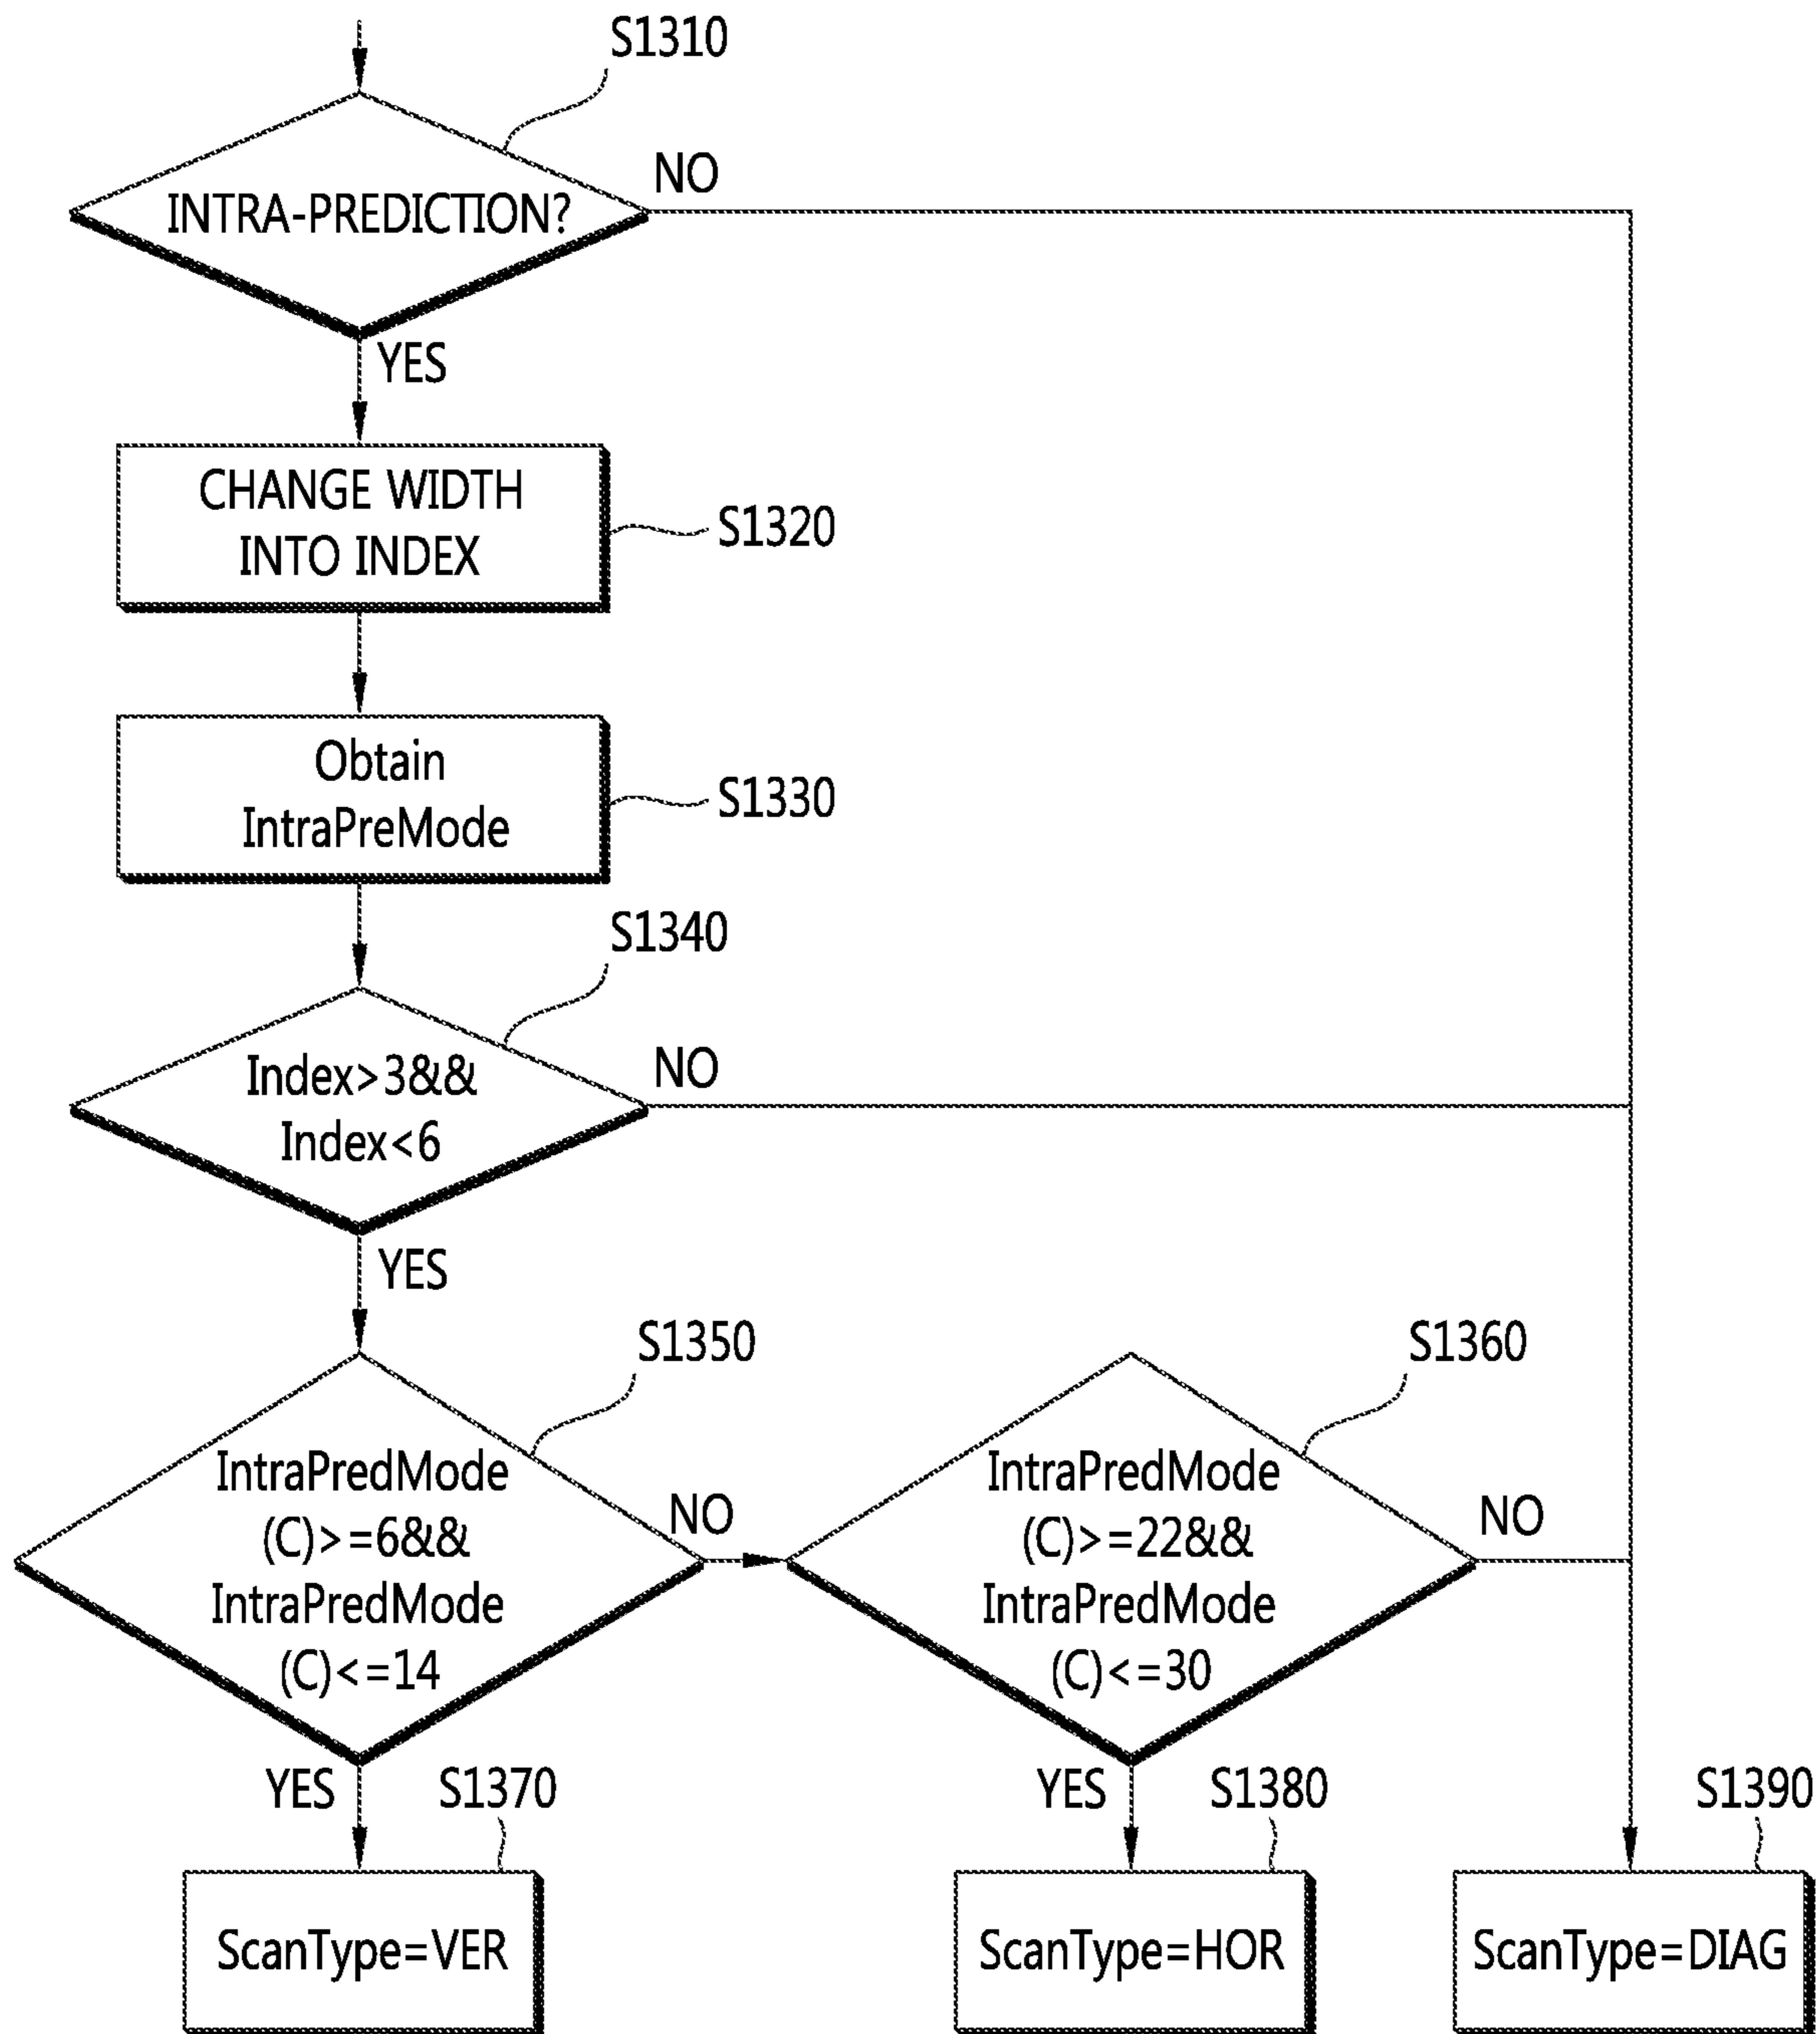 S1310
INTRA-PREDICTION?
NO
YES
CHANGE WIDTH
INTO INDEX
S1320
Obtain
IntraPreMode
S1330
S1340
Index>3&&
Index<6
NO
YES
S1350
IntraPredMode
(C)>=6&&
IntraPredMode
(C)<=14
NO
YES
S1360
IntraPredMode
(C)>=22&&
IntraPredMode
(C)<=30
NO
YES
S1370
ScanType=VER
S1380
ScanType=HOR
S1390
ScanType=DIAG